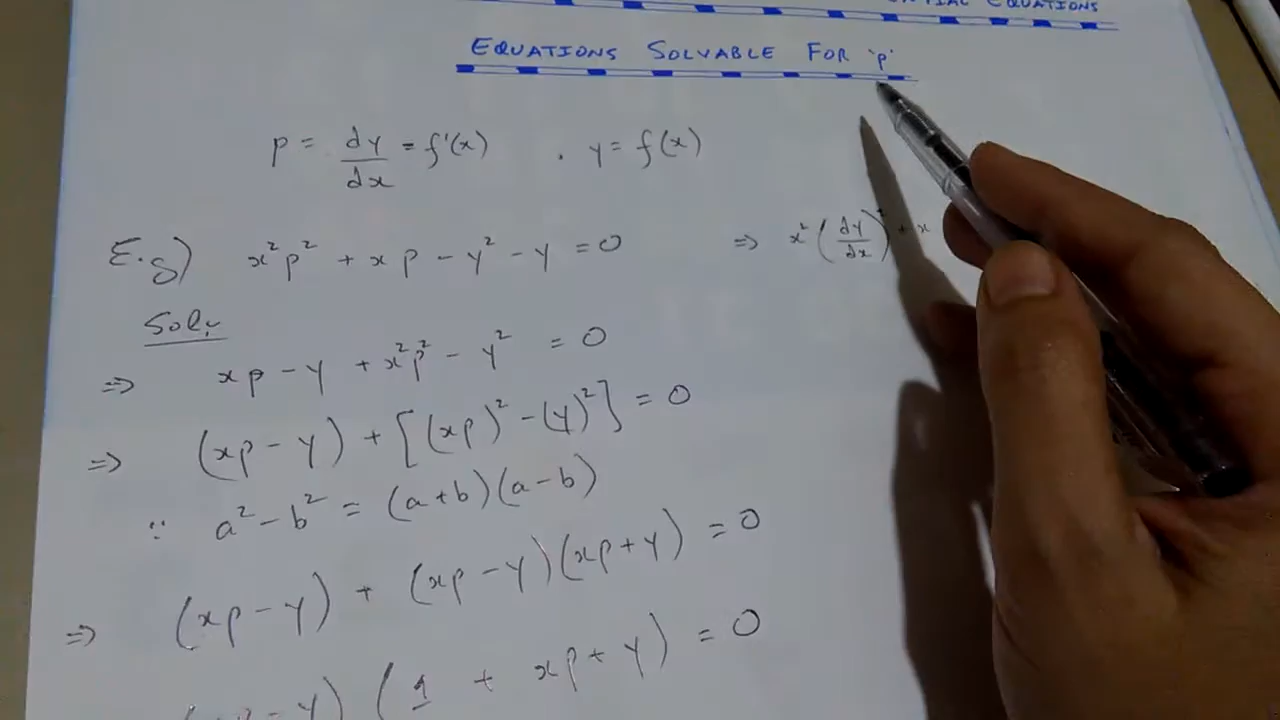 EQUATIONS
EQUATIONS SOLVABLE FOR 'p'
p = dy/dx = f'(x) . y = f(x)
E.g) x²p² + xp - y² - y = 0 ⇒ x² (dy/dx)² + x
Sol:
⇒ xp - y + x²p² - y² = 0
⇒ (xp - y) + [(xp)² - (y)²] = 0
∵ a² - b² = (a+b)(a-b)
⇒ (xp - y) + (xp - y)(xp + y) = 0
- y) (1 + xp + y) = 0